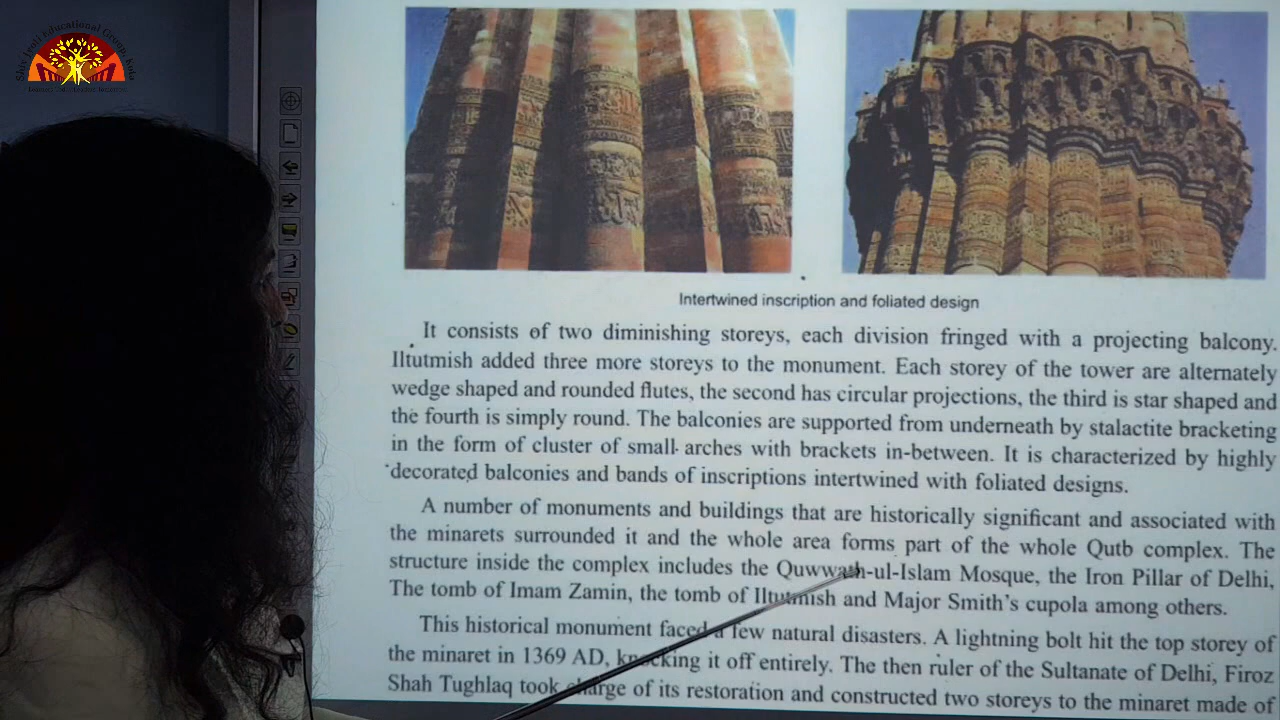 Shiv Jyoti Educational Group, Kota
Intertwined inscription and foliated design
It consists of two diminishing storeys, each division fringed with a projecting balcony.
Iltutmish added three more storeys to the monument. Each storey of the tower are alternately
wedge shaped and rounded flutes, the second has circular projections, the third is star shaped and
the fourth is simply round. The balconies are supported from underneath by stalactite bracketing
in the form of cluster of small arches with brackets in-between. It is characterized by highly
decorated balconies and bands of inscriptions intertwined with foliated designs.
A number of monuments and buildings that are historically significant and associated with
the minarets surrounded it and the whole area forms part of the whole Qutb complex. The
structure inside the complex includes the Quwwath-ul-Islam Mosque, the Iron Pillar of Delhi,
The tomb of Imam Zamin, the tomb of Iltutmish and Major Smith's cupola among others.
This historical monument faced a few natural disasters. A lightning bolt hit the top storey of
the minaret in 1369 AD, knocking it off entirely. The then ruler of the Sultanate of Delhi, Firoz
Shah Tughlaq took charge of its restoration and constructed two storeys to the minaret made of